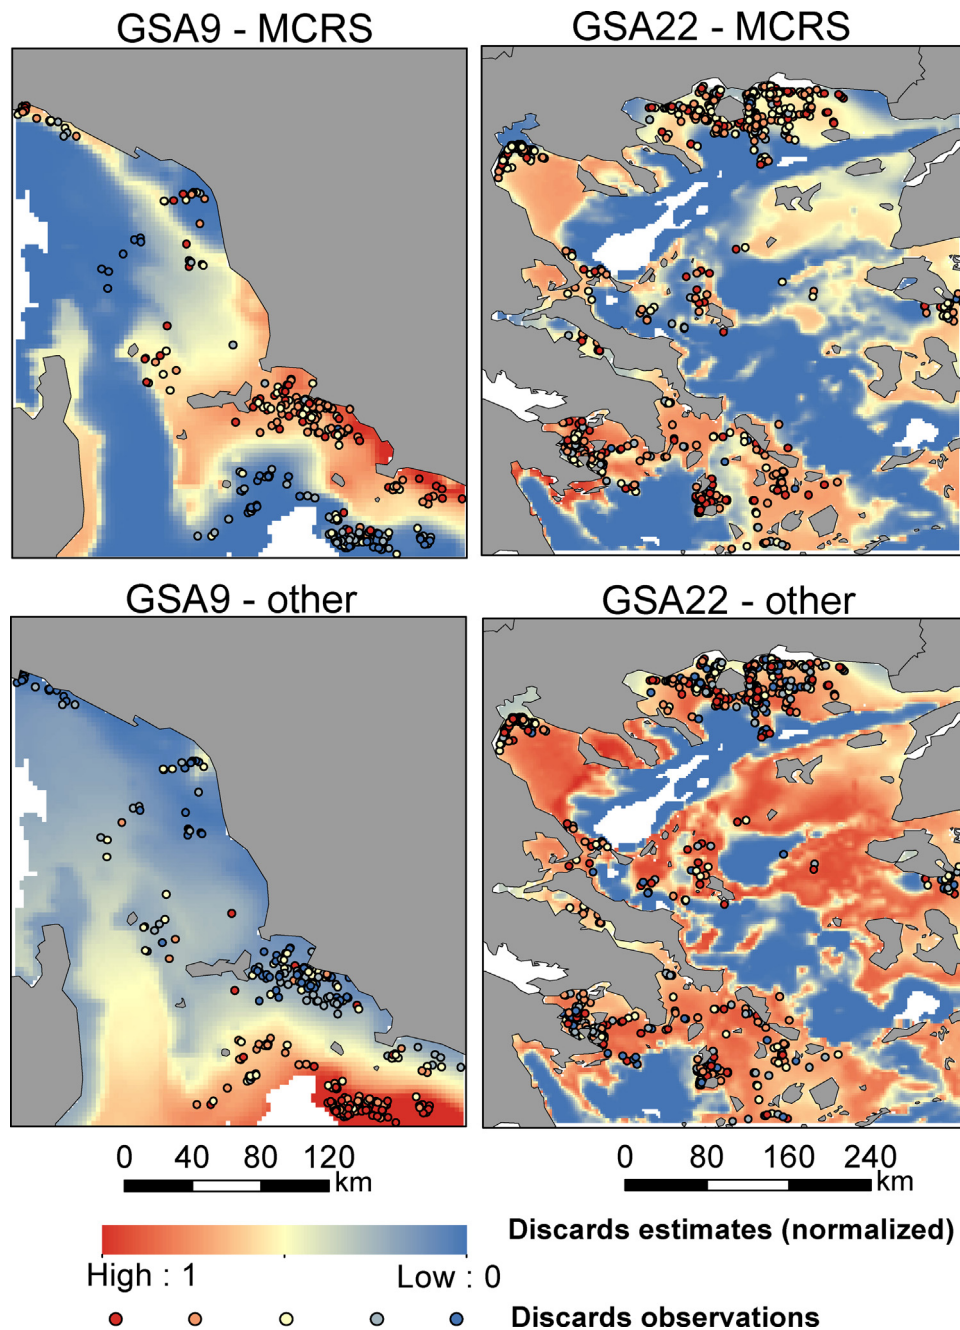 GSA9 - MCRS
GSA22 - MCRS
GSA9 - other
GSA22 - other
0 40 80 120
km
0 80 160 240
km
Discards estimates (normalized)
High : 1
Low : 0
Discards observations